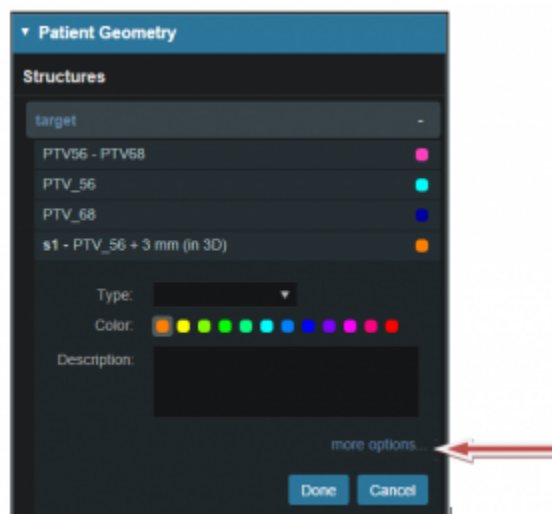 Patient Geometry
Structures
target -
PTV56 - PTV68
PTV_56
PTV_68
s1 - PTV_56 + 3 mm (in 3D)
Type:
Color:
Description:
more options...
Done Cancel